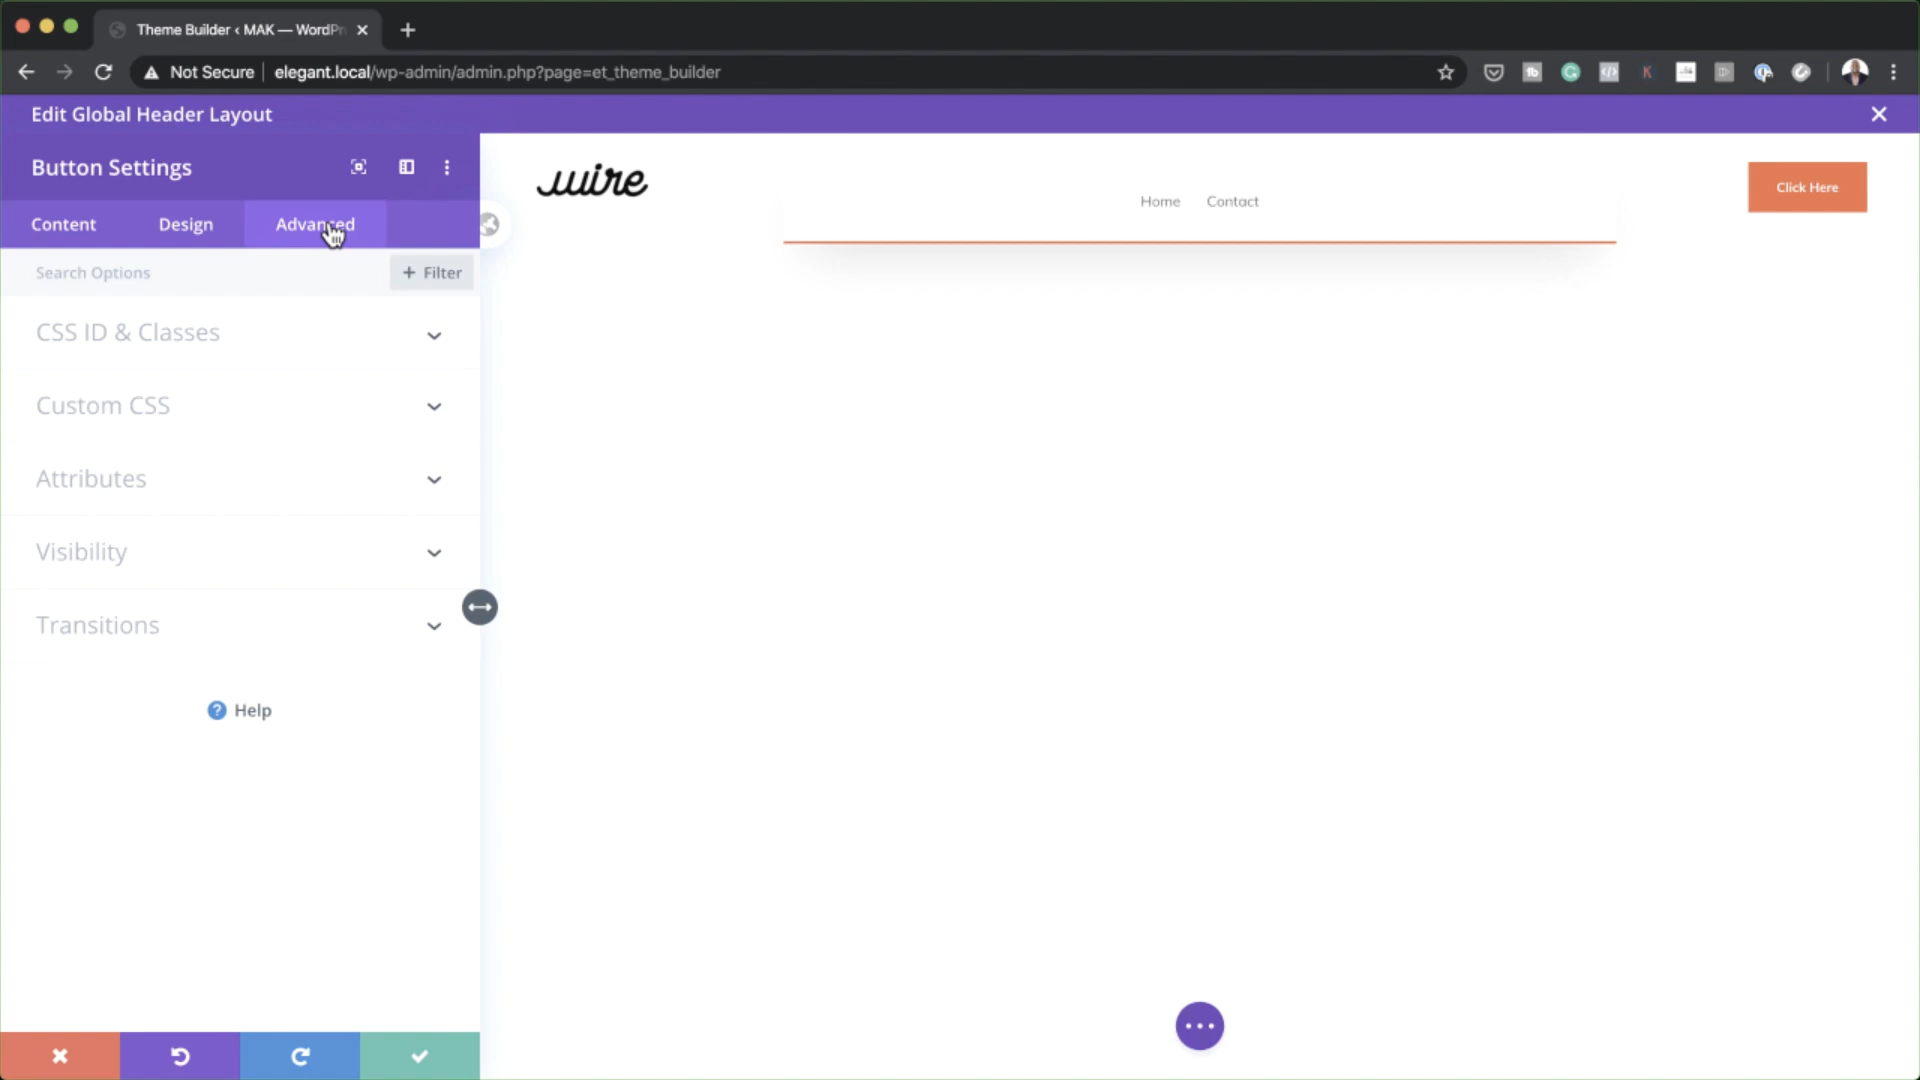 Theme Builder ‹ MAK — WordPr
Not Secure elegant.local/wp-admin/admin.php?page=et_theme_builder
Edit Global Header Layout
Button Settings
Content Design Advanced
Search Options + Filter
CSS ID & Classes
Custom CSS
Attributes
Visibility
Transitions
? Help
wire
Home Contact
Click Here